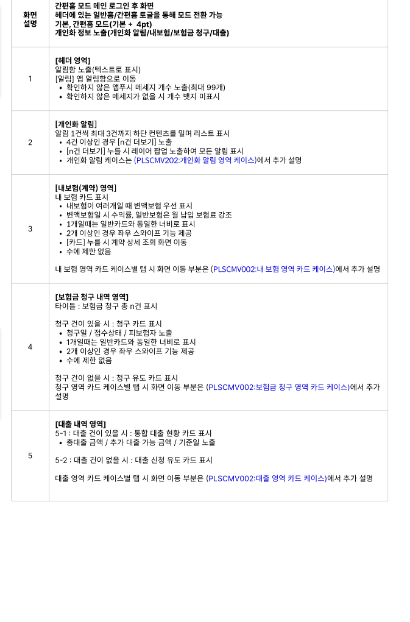 화면
설명
간편홈 모드 메인 로그인 후 화면
헤더에 있는 일반홈/간편홈 토글을 통해 모드 전환 가능
기본, 간편홈 모드(기본 + 4pt)
개인화 정보 노출(개인화 알림/내보험/보험금 청구/대출)
1
[헤더 영역]
알림함 노출(텍스트로 표시)
[알림] 탭 알림함으로 이동
• 확인하지 않은 앱푸시 메세지 개수 노출(최대 99개)
• 확인하지 않은 메세지가 없을 시 개수 뱃지 미표시
2
[개인화 알림]
알림 1건씩 최대 3건까지 하단 컨텐츠를 밀며 리스트 표시
• 4건 이상인 경우 [n건 더보기] 노출
• [n건 더보기] 누를 시 레이어 팝업 노출하여 모든 알림 표시
• 개인화 알림 케이스는 (PLSCMV202:개인화 알림 영역 케이스)에서 추가 설명
3
[내보험(계약) 영역]
내 보험 카드 표시
• 내보험이 여러개일 때 변액보험 우선 표시
• 변액보험일 시 수익률, 일반보험은 월 납입 보험료 강조
• 1개일때는 일반카드와 동일한 너비로 표시
• 2개 이상인 경우 좌우 스와이프 기능 제공
• [카드] 누를 시 계약 상세 조회 화면 이동
• 수에 제한 없음
내 보험 영역 카드 케이스별 탭 시 화면 이동 부분은 (PLSCMV002:내 보험 영역 카드 케이스)에서 추가 설명
4
[보험금 청구 내역 영역]
타이틀 : 보험금 청구 총 n건 표시
청구 건이 있을 시 : 청구 카드 표시
• 청구일 / 접수상태 / 피보험자 노출
• 1개일때는 일반카드와 동일한 너비로 표시
• 2개 이상인 경우 좌우 스와이프 기능 제공
• 수에 제한 없음
청구 건이 없을 시 : 청구 유도 카드 표시
청구 영역 카드 케이스별 탭 시 화면 이동 부분은 (PLSCMV002:보험금 청구 영역 카드 케이스)에서 추가
설명
5
[대출 내역 영역]
5-1 : 대출 건이 있을 시 : 통합 대출 현황 카드 표시
• 총대출 금액 / 추가 대출 가능 금액 / 기준일 노출
5-2 : 대출 건이 없을 시 : 대출 신청 유도 카드 표시
대출 영역 카드 케이스별 탭 시 화면 이동 부분은 (PLSCMV002:대출 영역 카드 케이스)에서 추가 설명